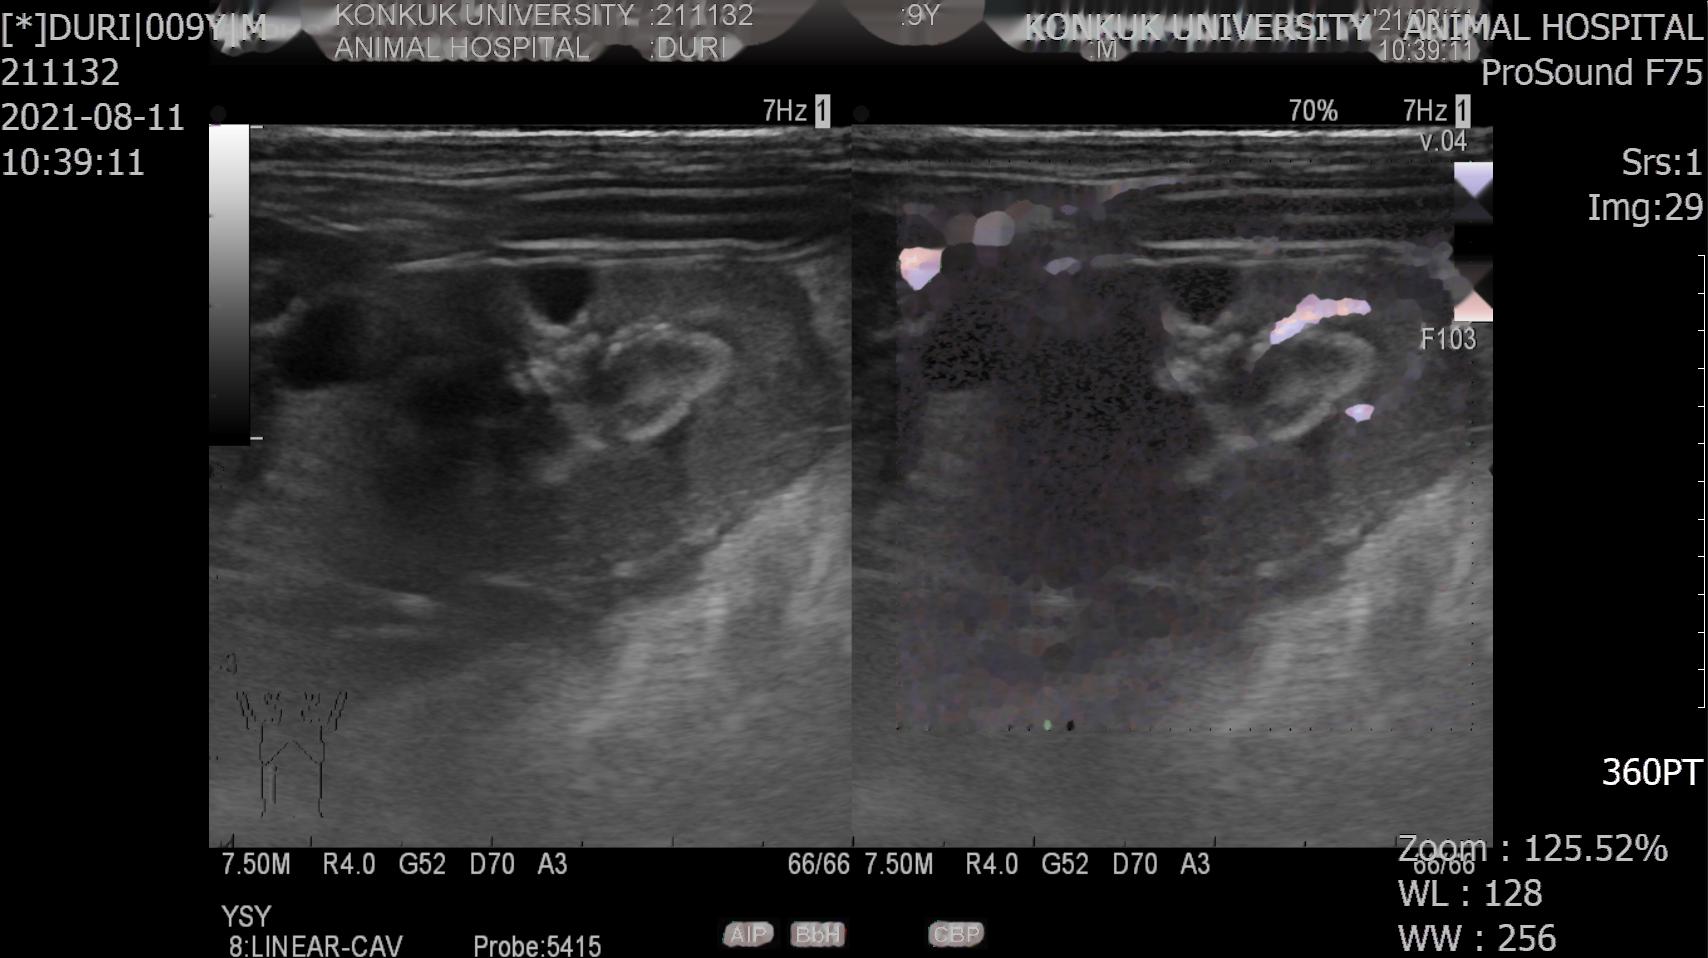 [*]DURI|009Y|M
211132
2021-08-11
10:39:11
KONKUK UNIVERSITY :211132 :9Y
ANIMAL HOSPITAL :DURI :M 10:39:11
KONKUK UNIVERSITY ANIMAL HOSPITAL
ProSound F75
Srs:1
Img:29
7Hz 1
70% 7Hz 1
v.04
F103
360PT
7.50M R4.0 G52 D70 A3 66/66
7.50M R4.0 G52 D70 A3 66/66
Zoom : 125.52%
WL : 128
WW : 256
YSY
8:LINEAR-CAV Probe:5415
AIP BbH CBP